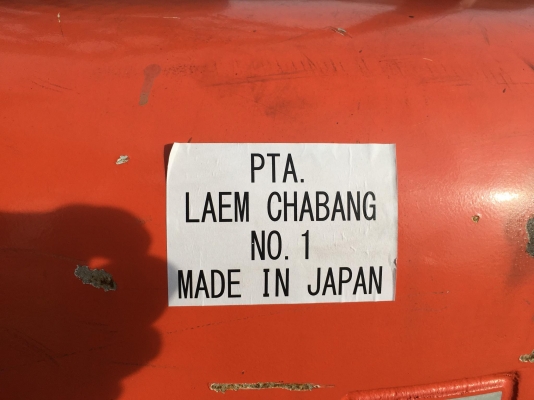 PTA.
LAEM CHABANG
NO.1
MADE IN JAPAN